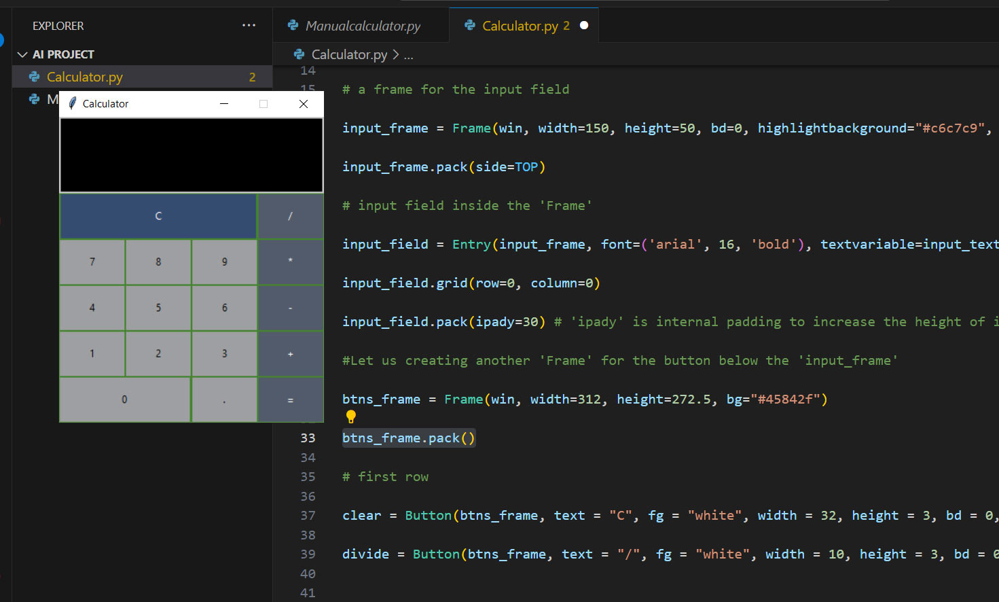 EXPLORER
AI PROJECT
Calculator.py 2
M
Calculator
C /
7 8 9 *
4 5 6 -
1 2 3 +
0 . =
Manualcalculator.py
Calculator.py 2
Calculator.py > ...
14
15 # a frame for the input field
input_frame = Frame(win, width=150, height=50, bd=0, highlightbackground="#c6c7c9",
input_frame.pack(side=TOP)
# input field inside the 'Frame'
input_field = Entry(input_frame, font=('arial', 16, 'bold'), textvariable=input_text
input_field.grid(row=0, column=0)
input_field.pack(ipady=30) # 'ipady' is internal padding to increase the height of i
#Let us creating another 'Frame' for the button below the 'input_frame'
btns_frame = Frame(win, width=312, height=272.5, bg="#45842f")
33 btns_frame.pack()
34
35 # first row
36
37 clear = Button(btns_frame, text = "C", fg = "white", width = 32, height = 3, bd = 0,
38
39 divide = Button(btns_frame, text = "/", fg = "white", width = 10, height = 3, bd = 0
40
41